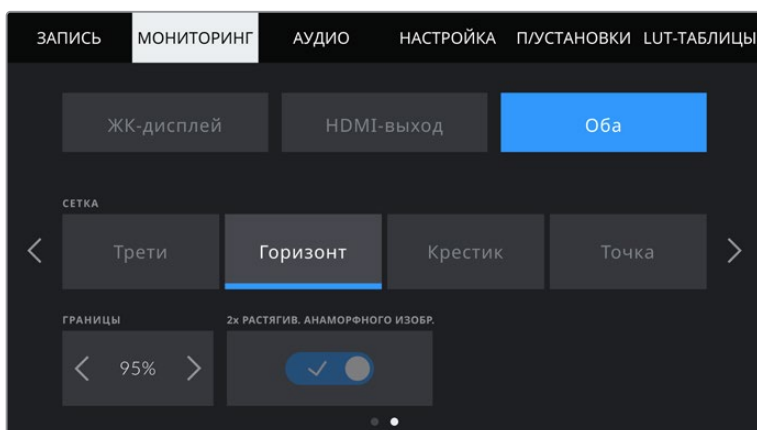 ЗАПИСЬ МОНИТОРИНГ АУДИО НАСТРОЙКА П/УСТАНОВКИ LUT-ТАБЛИЦЫ
ЖК-дисплей HDMI-выход Оба
СЕТКА
Трети Горизонт Крестик Точка
ГРАНИЦЫ 2х РАСТЯГИВ. АНАМОРФНОГО ИЗОБР.
95%